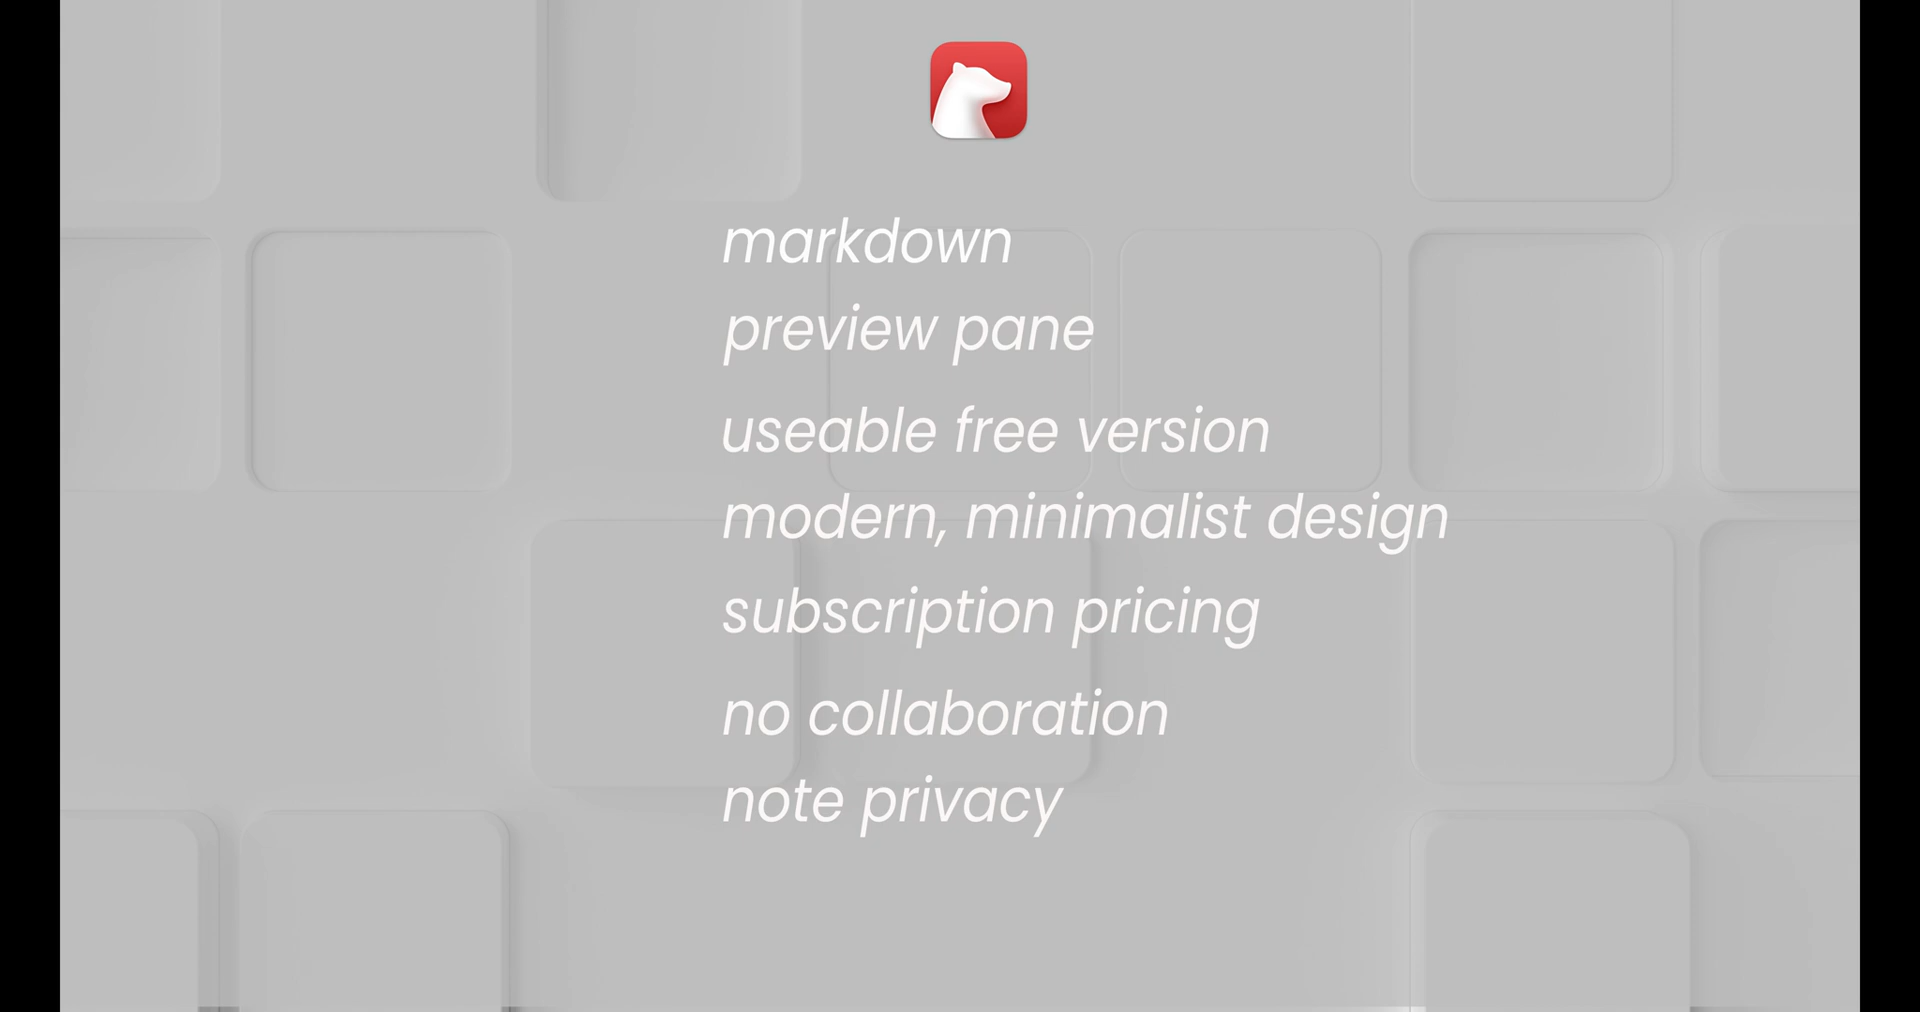 markdown
preview pane
useable free version
modern, minimalist design
subscription pricing
no collaboration
note privacy